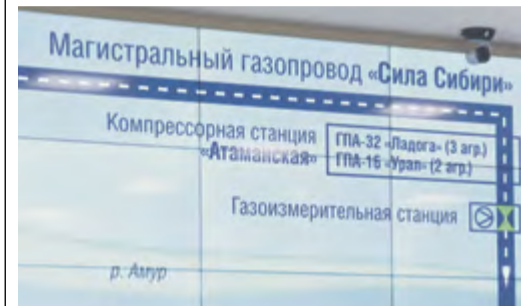 Магистральный газопровод «Сила Сибири»
Компрессорная станция
«Атаманская»
ГПА-32 «Ладога» (3 агр.)
ГПА-16 «Урал» (2 агр.)
Газоизмерительная станция
р. Амур